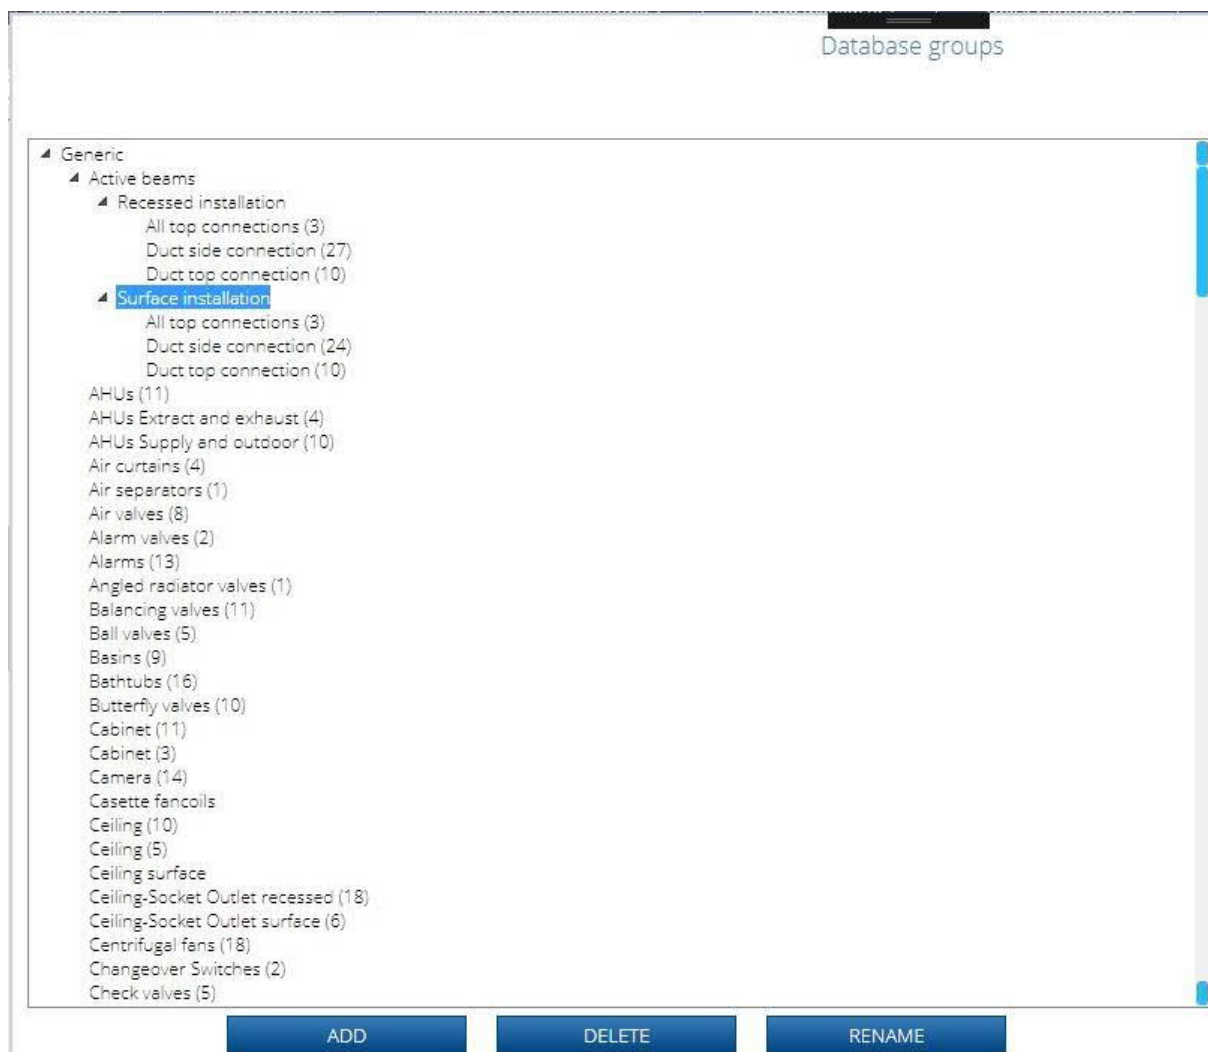 Database groups
Generic
Active beams
Recessed installation
All top connections (3)
Duct side connection (27)
Duct top connection (10)
Surface installation
All top connections (3)
Duct side connection (24)
Duct top connection (10)
AHUs (11)
AHUs Extract and exhaust (4)
AHUs Supply and outdoor (10)
Air curtains (4)
Air separators (1)
Air valves (8)
Alarm valves (2)
Alarms (13)
Angled radiator valves (1)
Balancing valves (11)
Ball valves (5)
Basins (9)
Bathtubs (16)
Butterfly valves (10)
Cabinet (11)
Cabinet (3)
Camera (14)
Casette fancoils
Ceiling (10)
Ceiling (5)
Ceiling surface
Ceiling-Socket Outlet recessed (18)
Ceiling-Socket Outlet surface (6)
Centrifugal fans (18)
Changeover Switches (2)
Check valves (5)
ADD DELETE RENAME